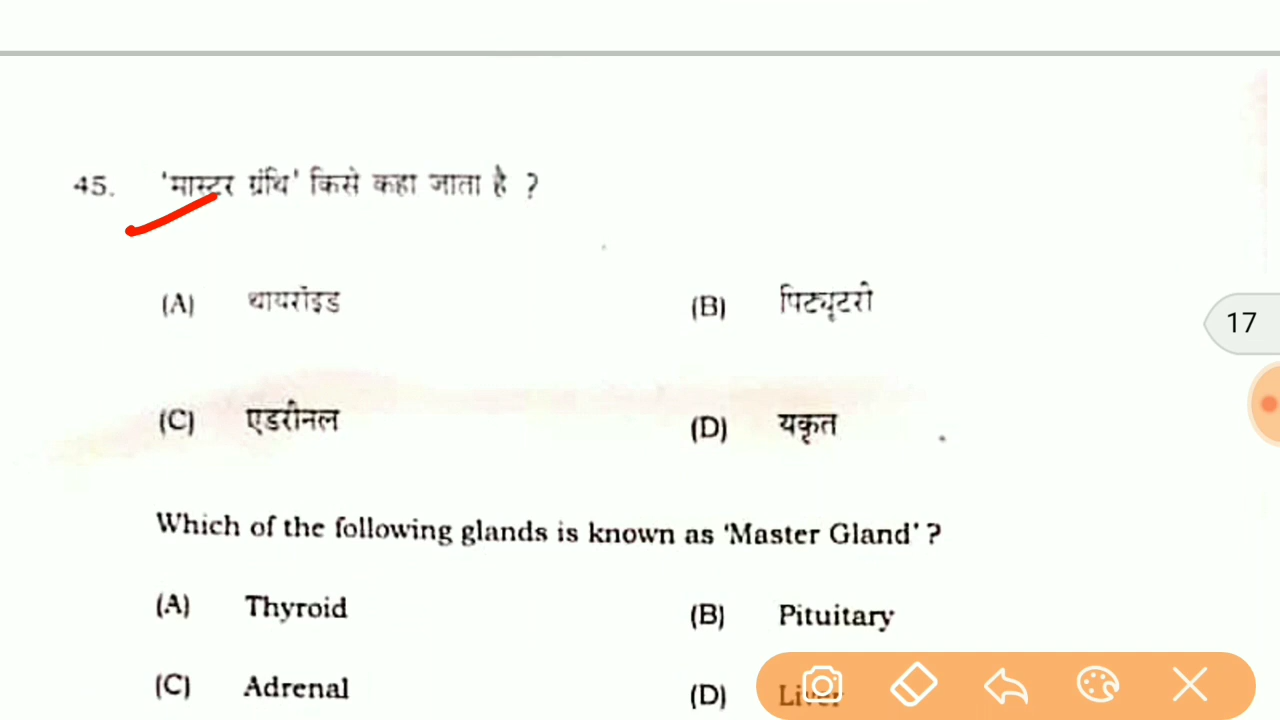 45. 'मास्टर ग्रंथि' किसे कहा जाता है ?
(A) थायरॉइड (B) पिट्यूटरी
17
(C) एडरीनल (D) यकृत
Which of the following glands is known as 'Master Gland' ?
(A) Thyroid (B) Pituitary
(C) Adrenal (D) Liver